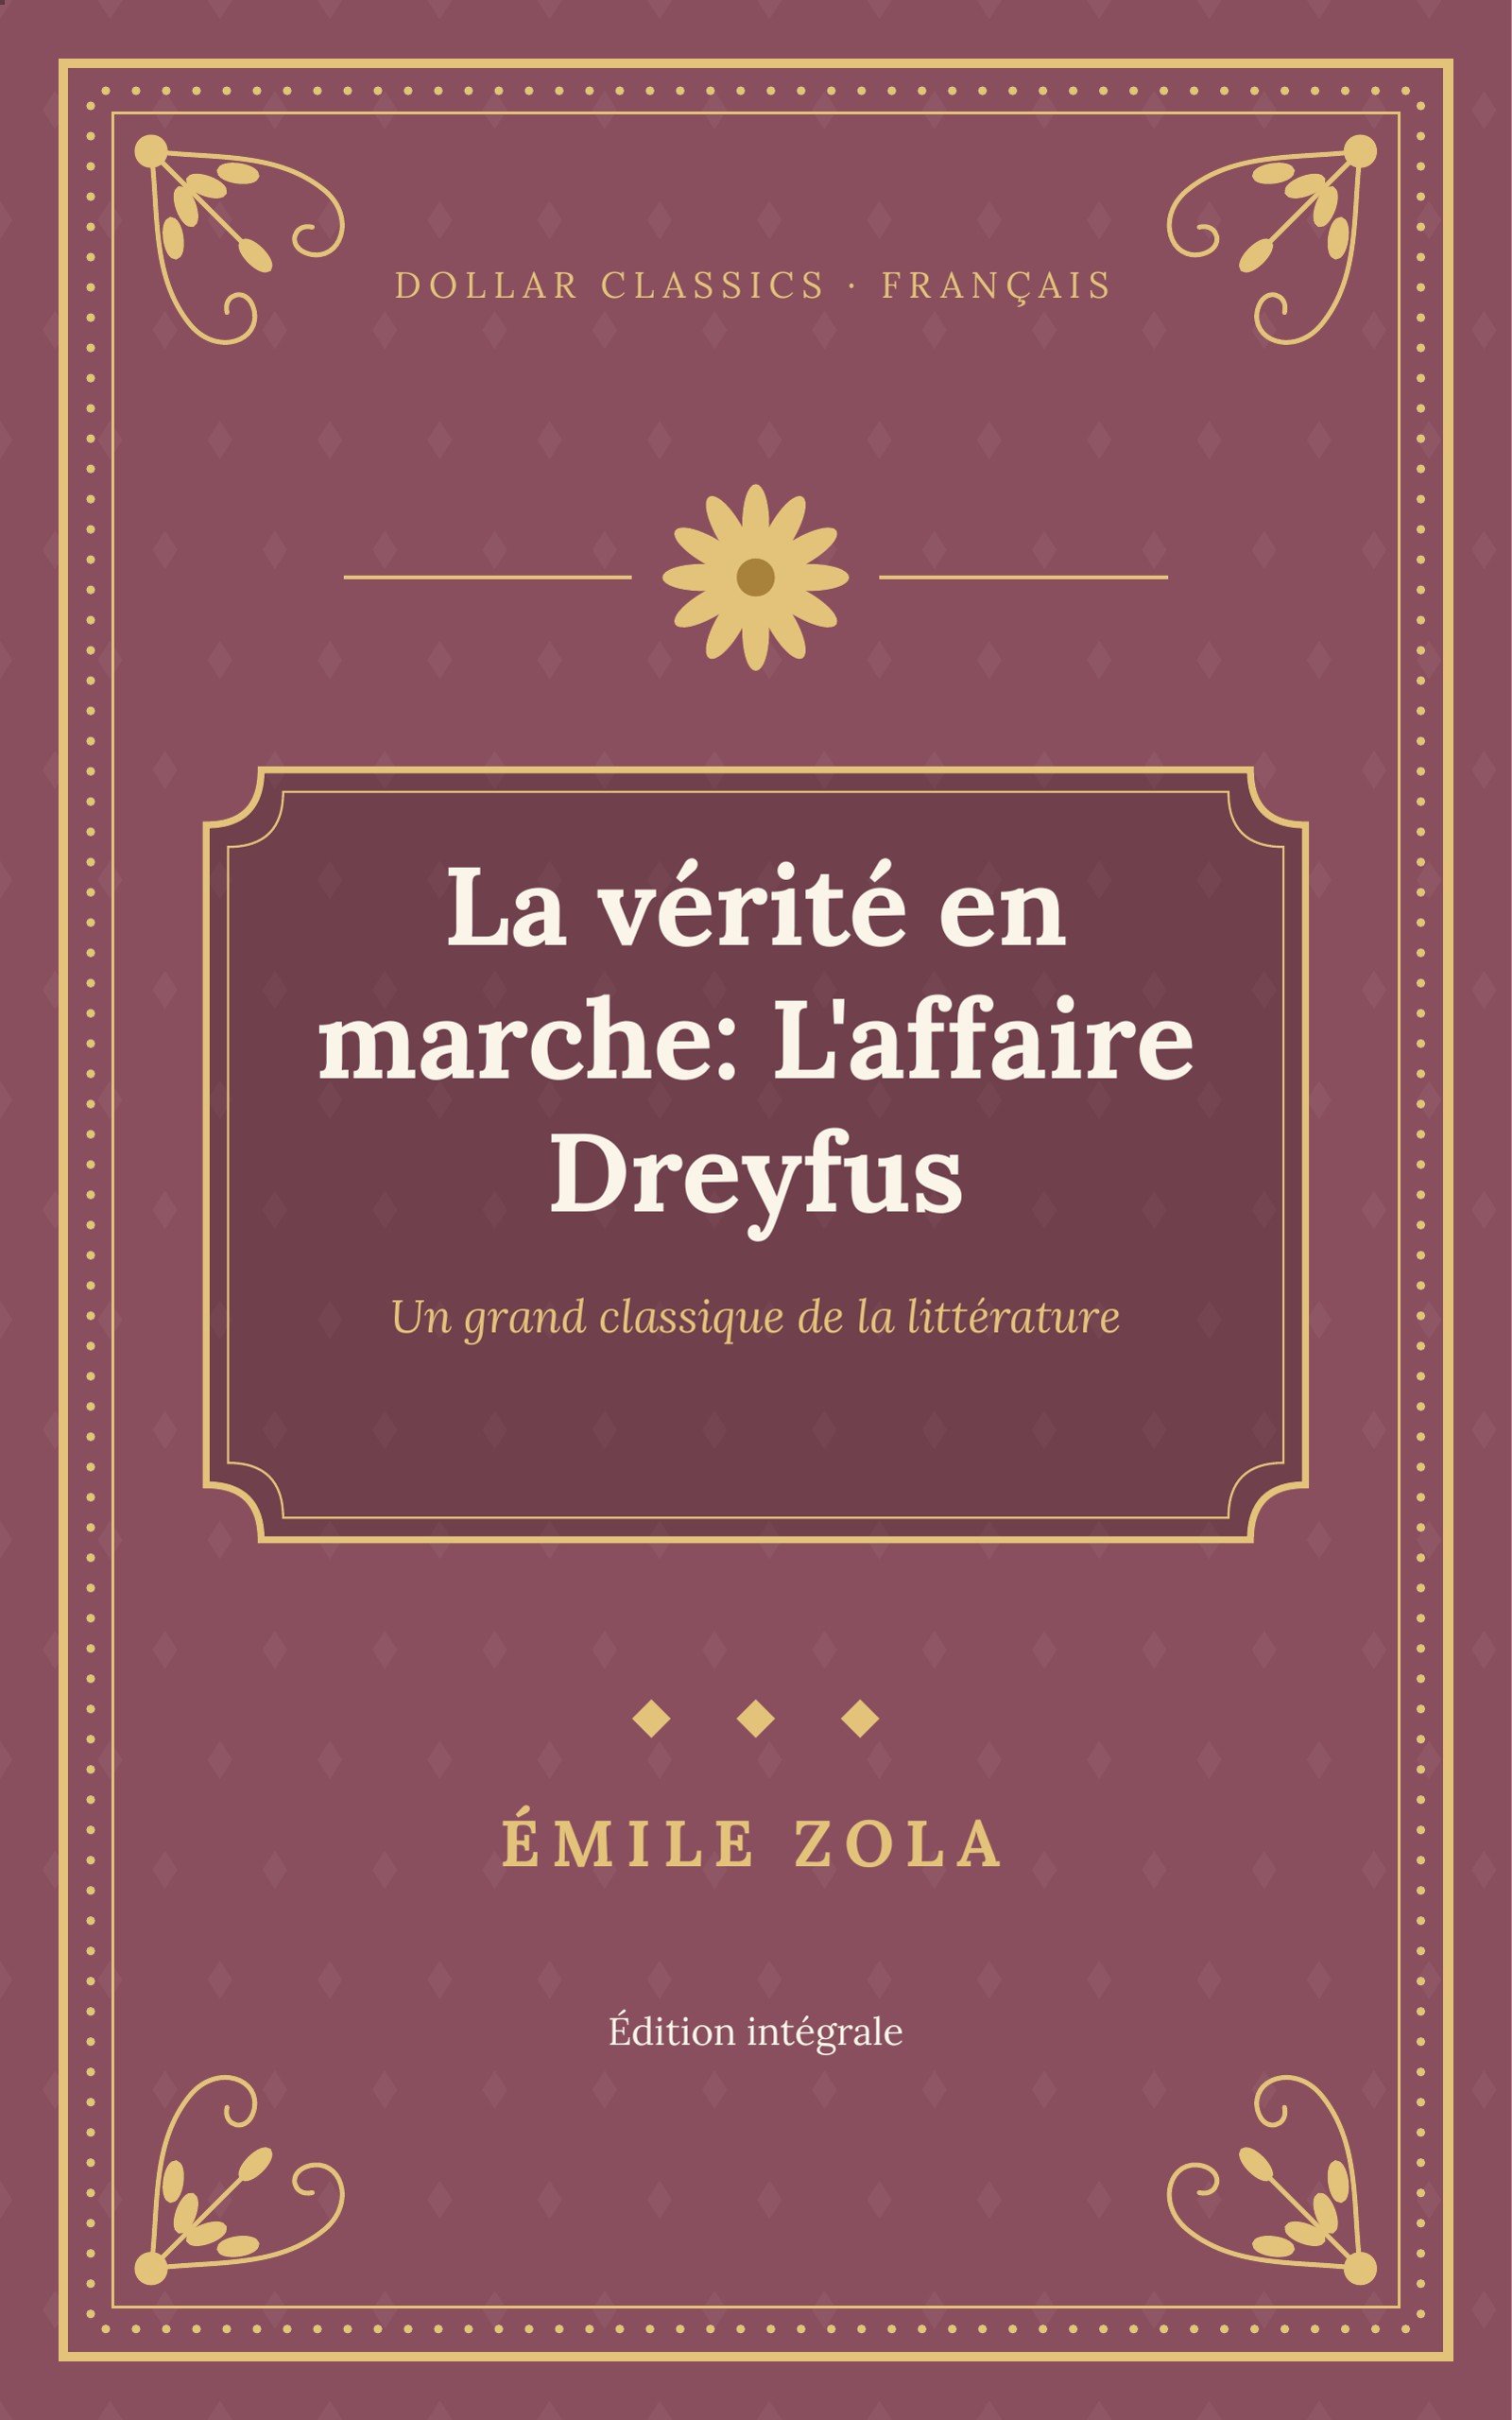 DOLLAR CLASSICS · FRANÇAIS
La vérité en
marche: L'affaire
Dreyfus
Un grand classique de la littérature
ÉMILE ZOLA
Édition intégrale